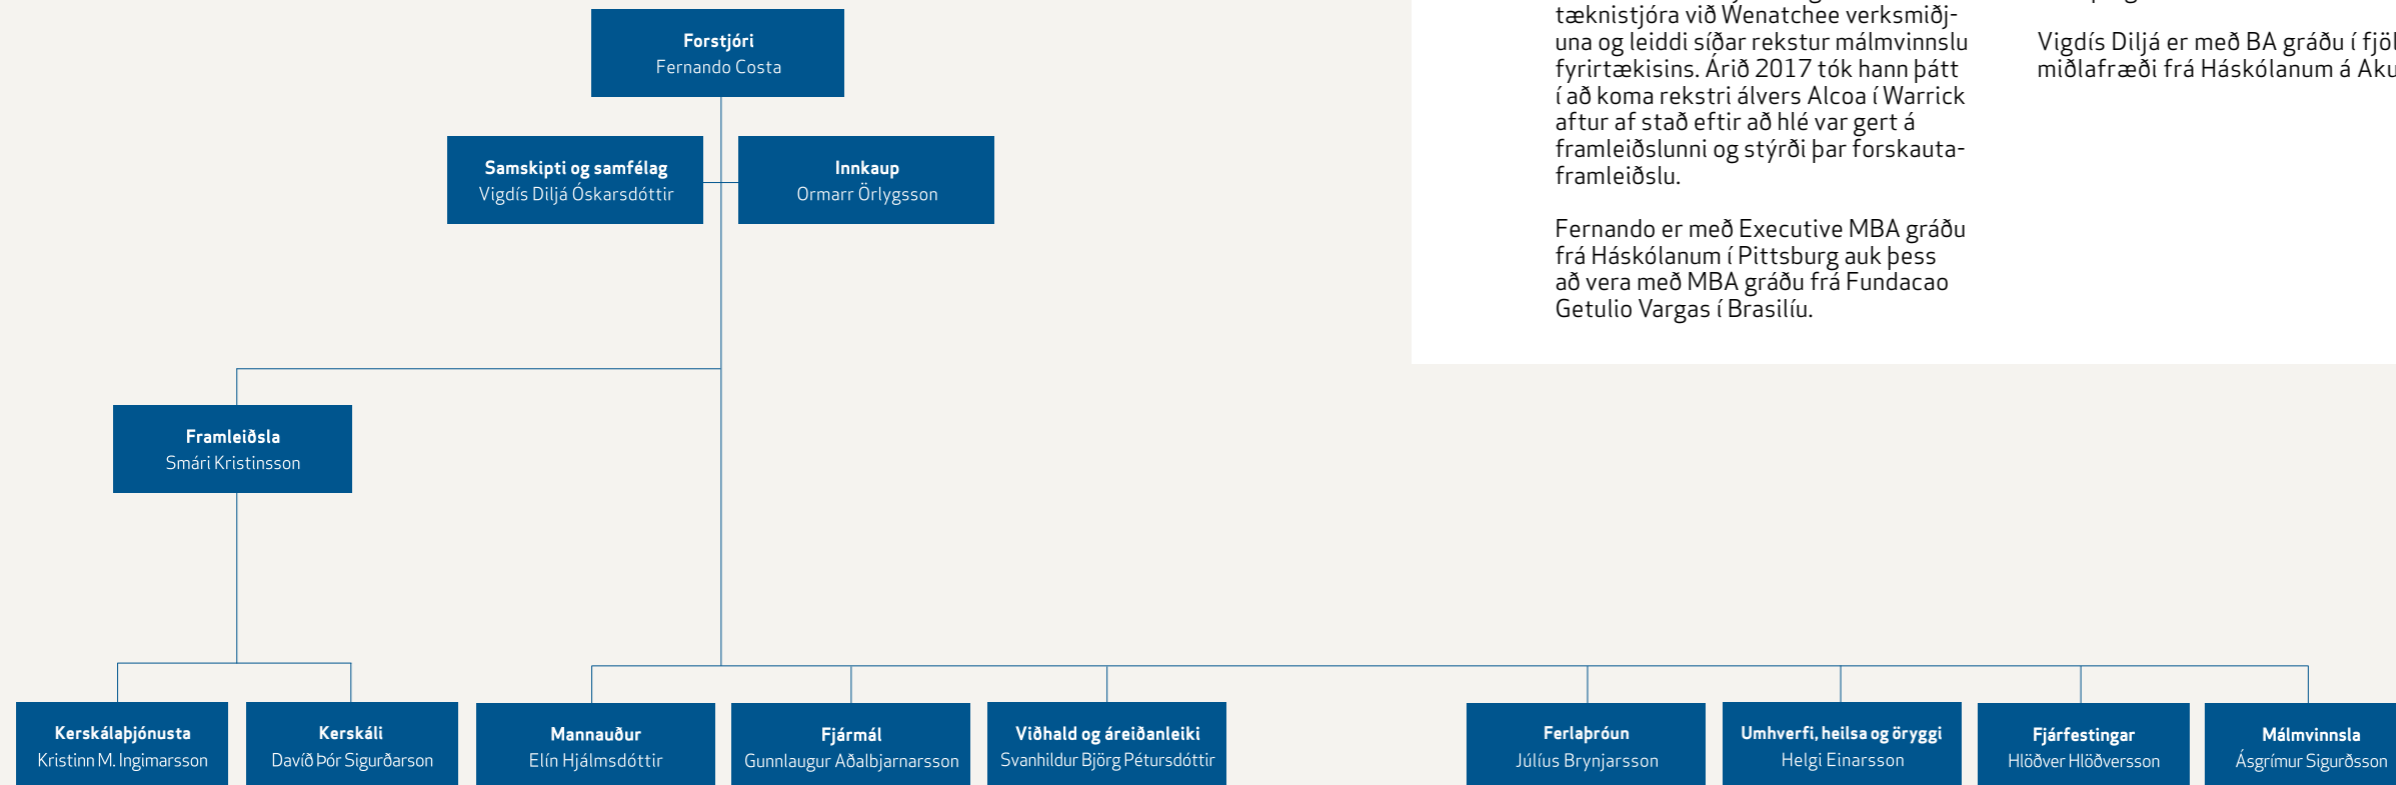 Forstjóri
Fernando Costa
Samskipti og samfélag
Vigdís Diljá Óskarsdóttir
Innkaup
Ormarr Örlygsson
Framleiðsla
Smári Kristinsson
Kerskálaþjónusta
Kristinn M. Ingimarsson
Kerskáli
Davíð Þór Sigurðarson
Mannauður
Elín Hjálmsdóttir
Fjármál
Gunnlaugur Aðalbjarnarsson
Viðhald og áreiðanleiki
Svanhildur Björg Pétursdóttir
Ferlaþróun
Júlíus Brynjarsson
Umhverfi, heilsa og öryggi
Helgi Einarsson
Fjárfestingar
Hlöðver Hlöðversson
Málmvinnsla
Ásgrímur Sigurðsson
tæknistjóra við Wenatchee verksmiðj-
una og leiddi síðar rekstur málmvinnslu
fyrirtækisins. Árið 2017 tók hann þátt
í að koma rekstri álvers Alcoa í Warrick
aftur af stað eftir að hlé var gert á
framleiðslunni og stýrði þar forskauta-
framleiðslu.
Fernando er með Executive MBA gráðu
frá Háskólanum í Pittsburg auk þess
að vera með MBA gráðu frá Fundacao
Getulio Vargas í Brasilíu.
Vigdís Diljá er með BA gráðu í fjöl
miðlafræði frá Háskólanum á Aku